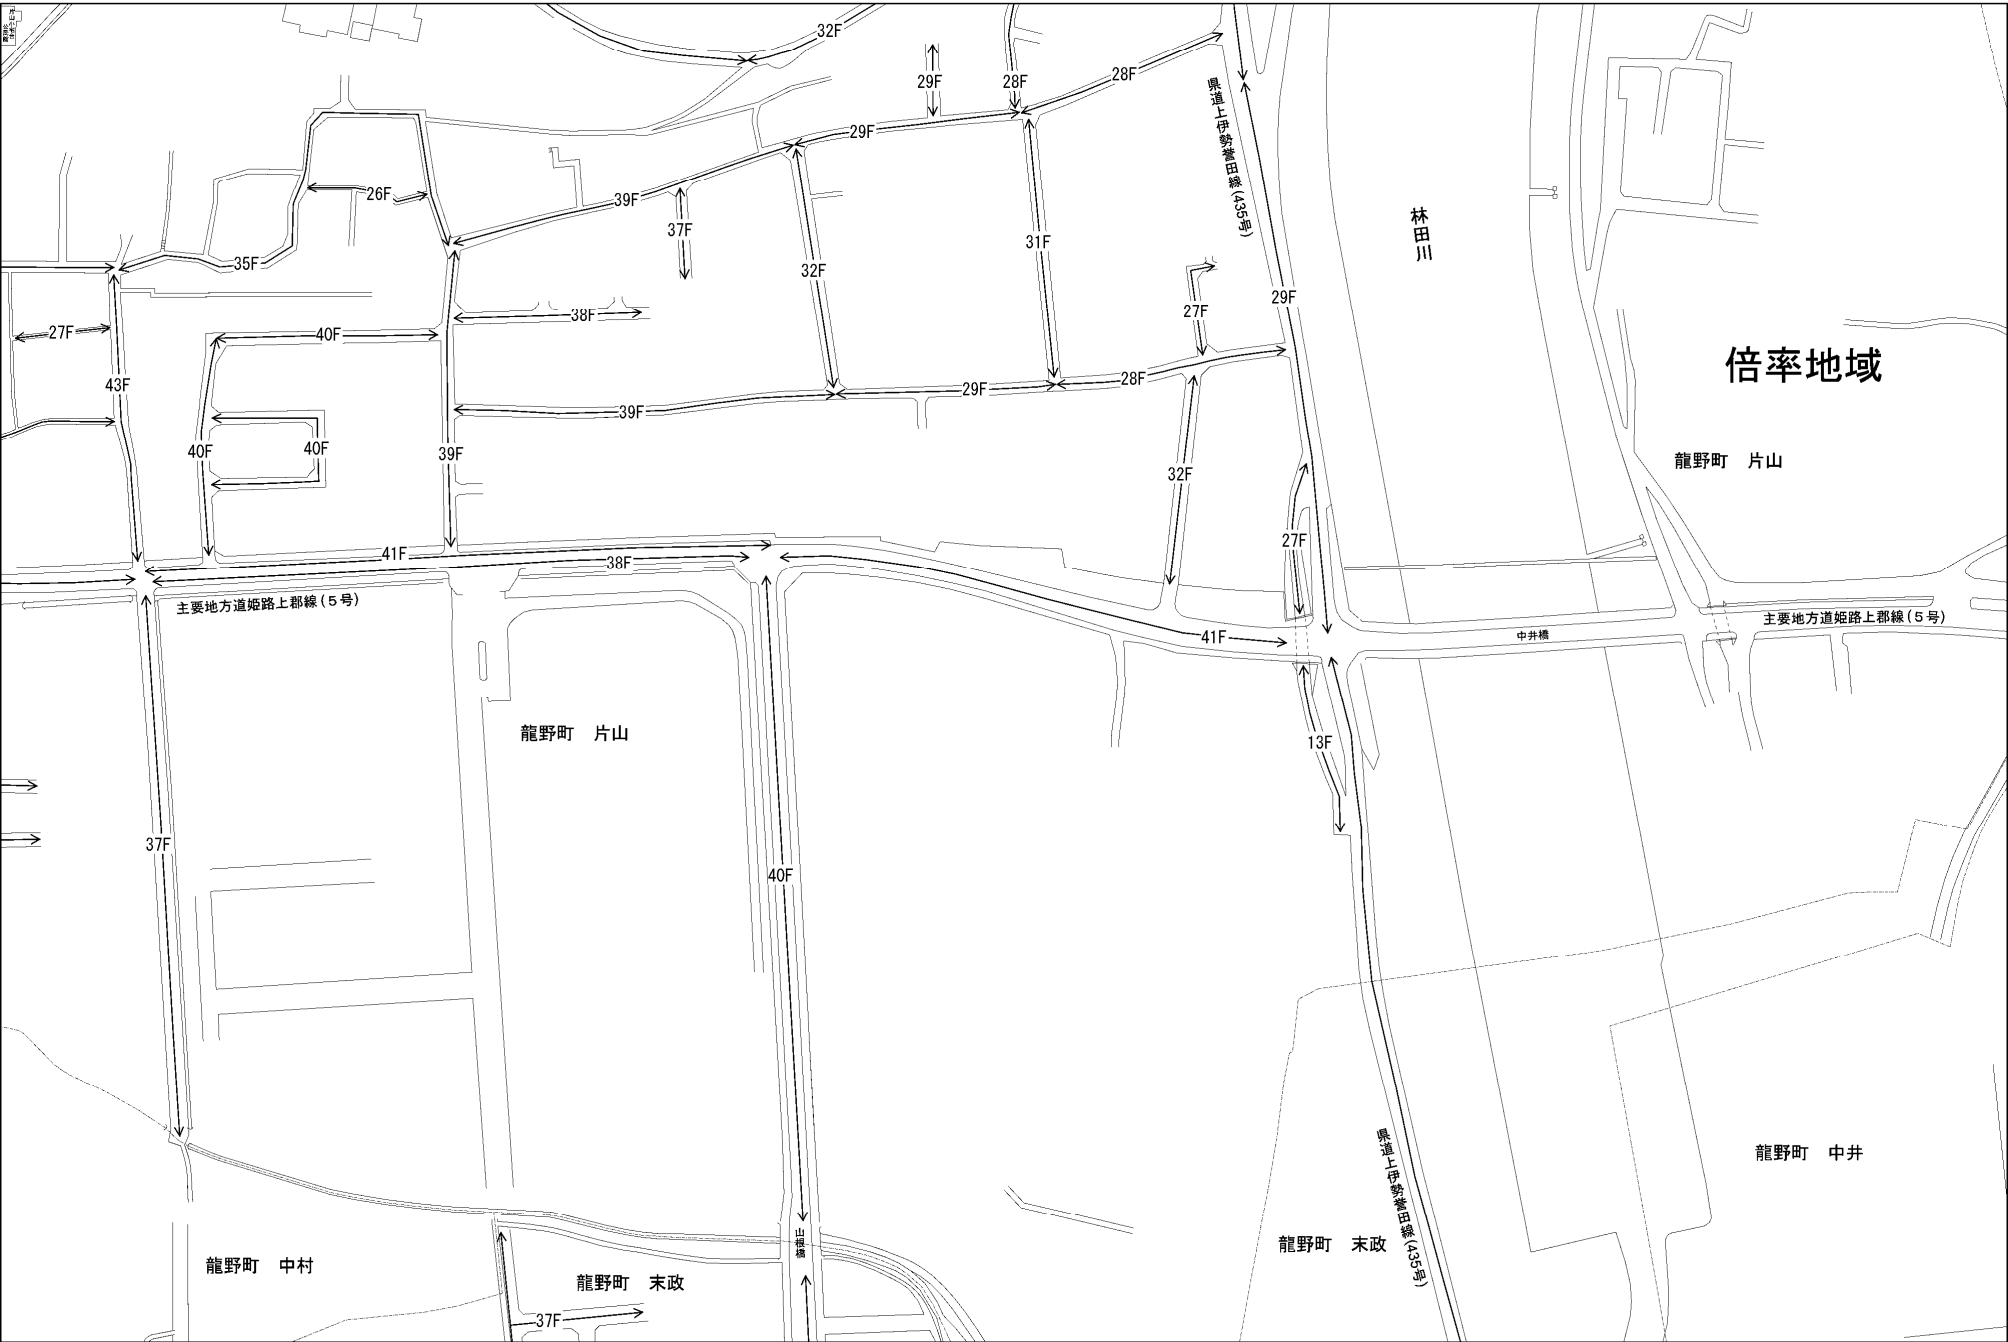 32F
29F
28F
28F
29F
県道上伊勢誉田線(435号)
26F
39F
37F
林田川
35F
31F
32F
29F
27F
38F
27F
40F
倍率地域
43F
28F
29F
39F
40F
40F
39F
龍野町 片山
32F
27F
41F
38F
主要地方道姫路上郡線(5号)
主要地方道姫路上郡線(5号)
中井橋
41F
龍野町 片山
13F
37F
40F
龍野町 中井
県道上伊勢誉田線(435号)
山根橋
龍野町 末政
龍野町 中村
龍野町 末政
37F